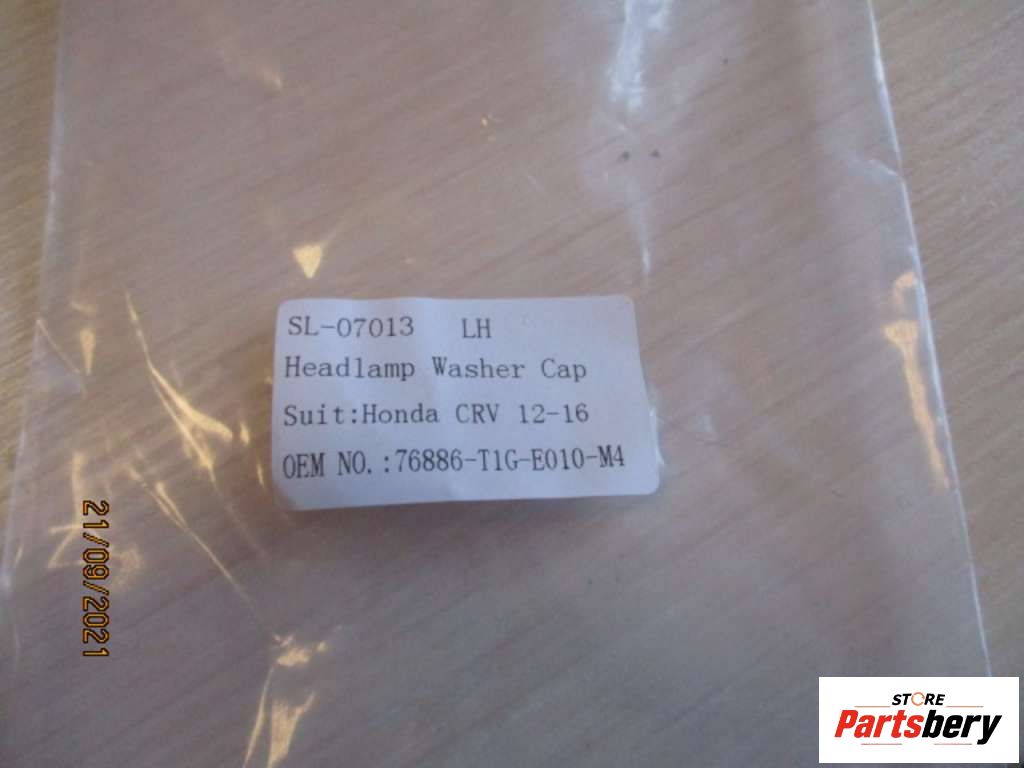 SL-07013 LH
Headlamp Washer Cap
Suit:Honda CRV 12-16
OEM NO.:76886-T1G-E010-M4
21/09/2021
STORE
Partsbery